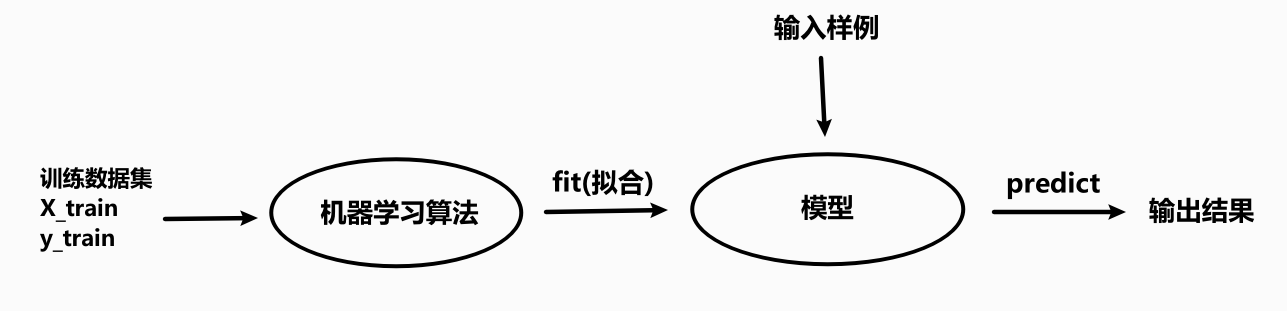 输入样例
训练数据集
X_train
y_train
机器学习算法
fit(拟合)
模型
predict
输出结果